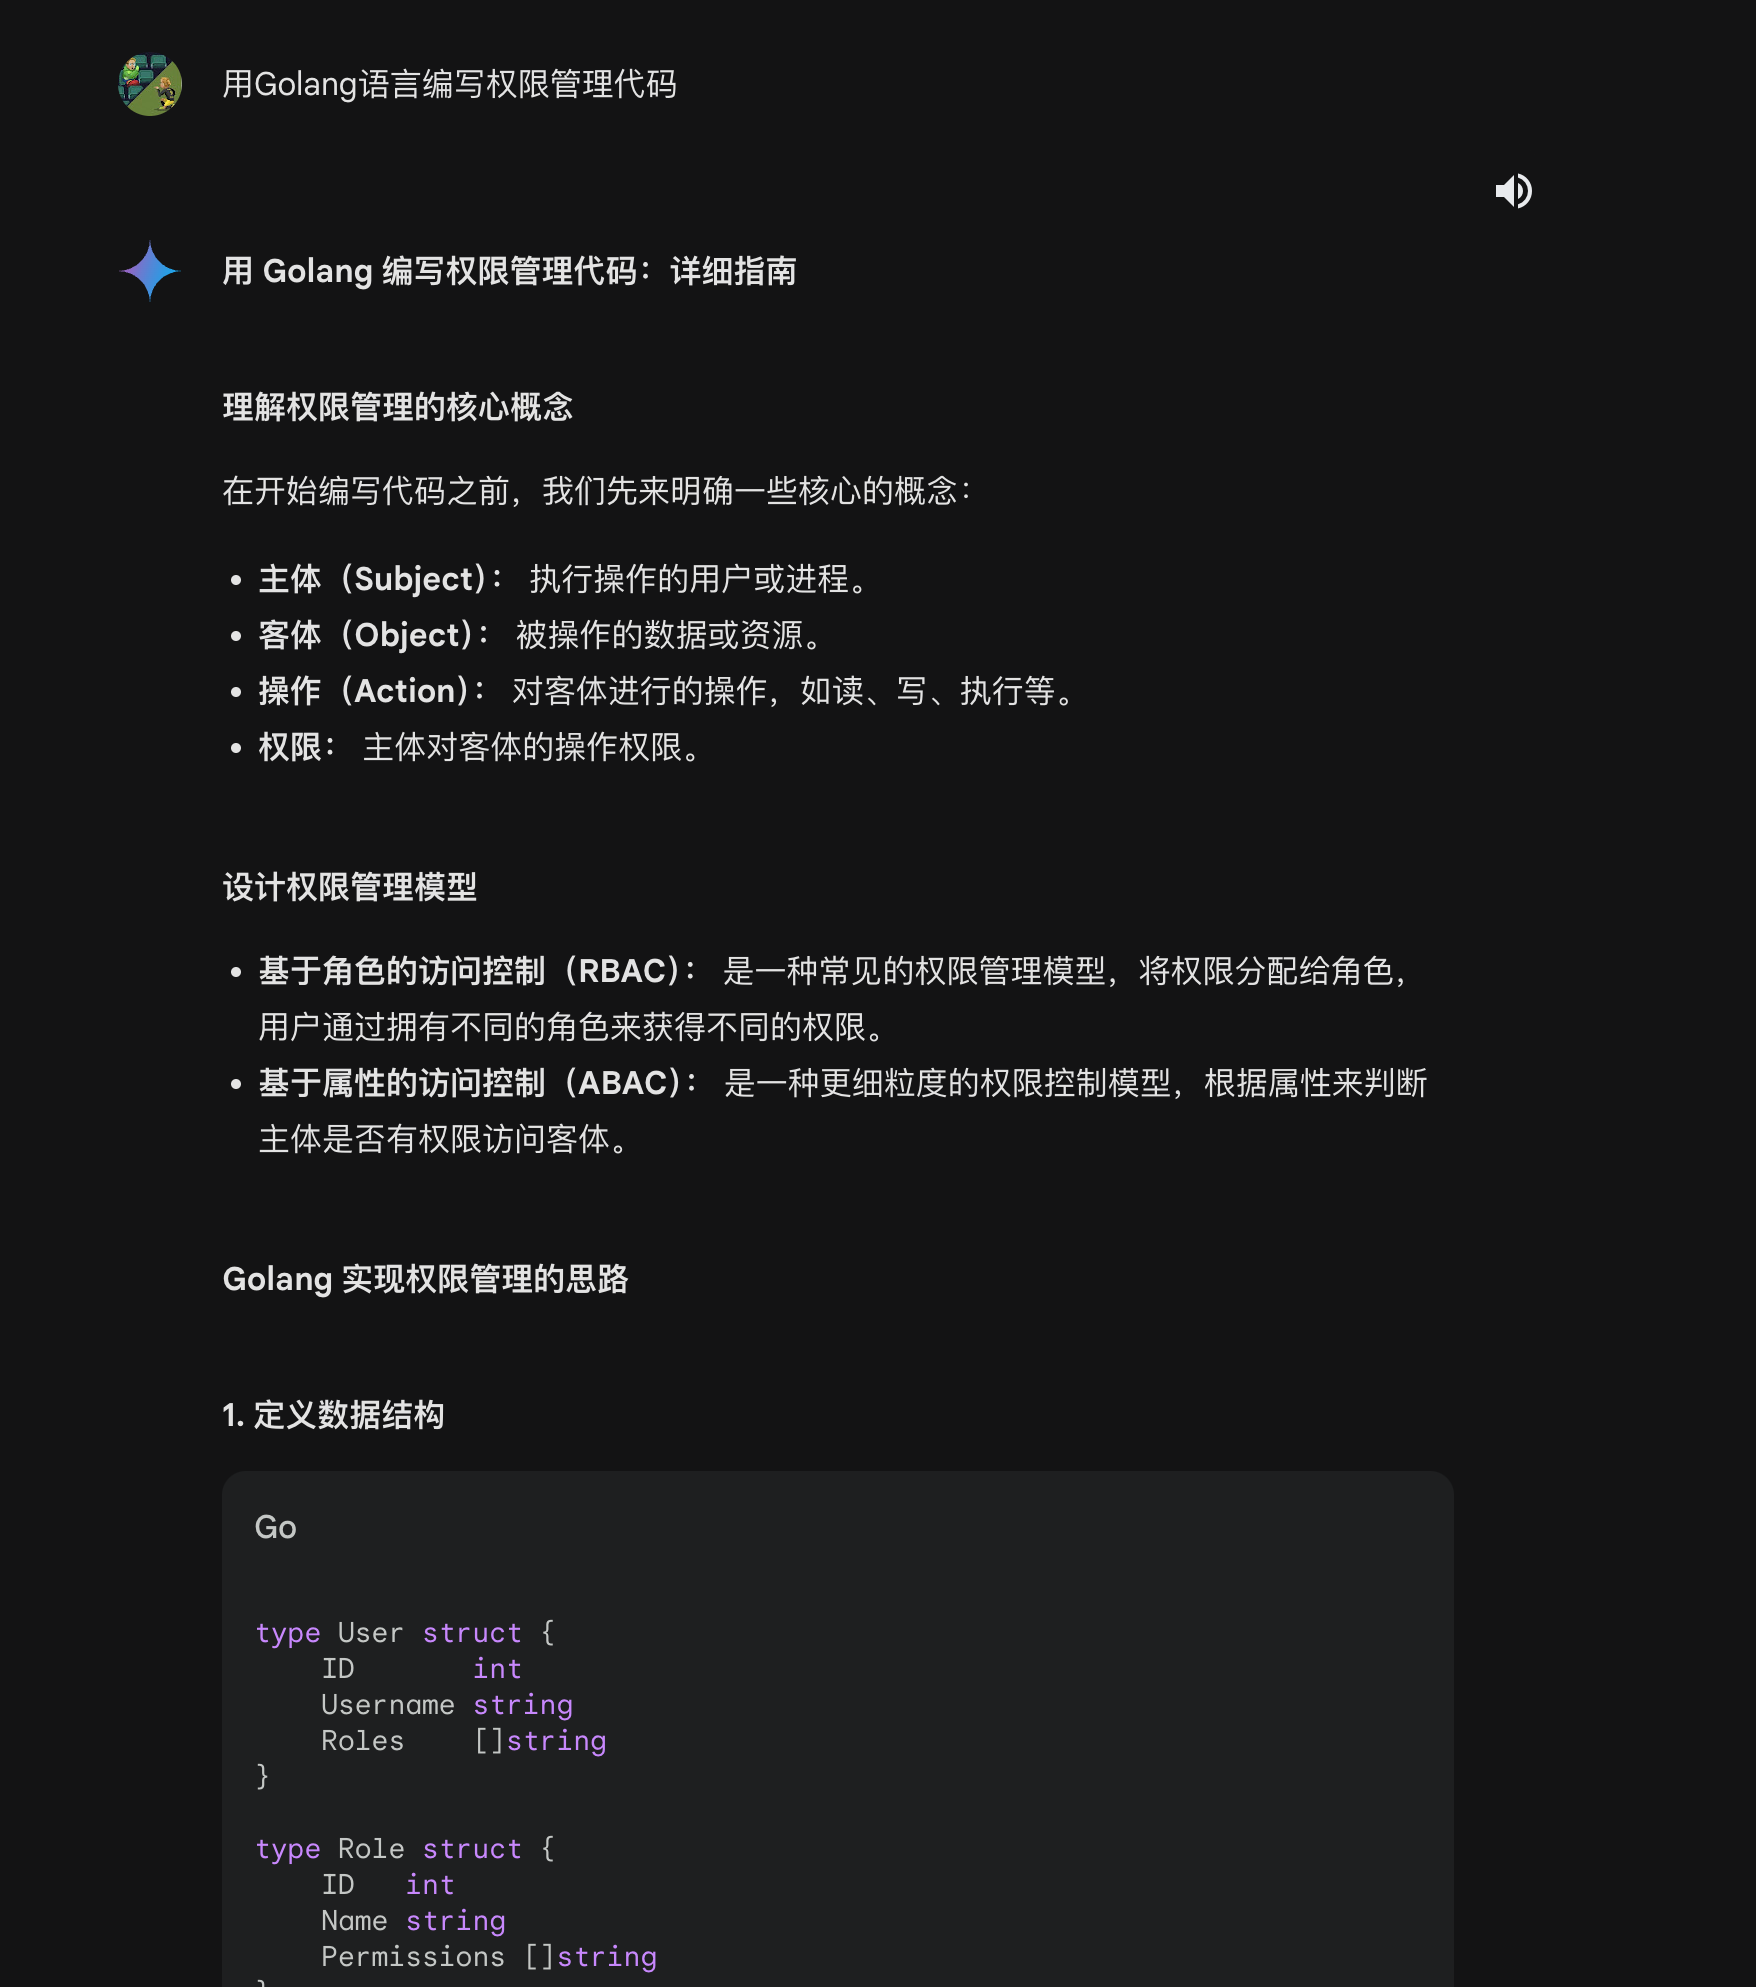 用Golang语言编写权限管理代码
用 Golang 编写权限管理代码：详细指南
理解权限管理的核心概念
在开始编写代码之前，我们先来明确一些核心的概念：
• 主体（Subject）： 执行操作的用户或进程。
• 客体（Object）： 被操作的数据或资源。
• 操作（Action）： 对客体进行的操作，如读、写、执行等。
• 权限： 主体对客体的操作权限。
设计权限管理模型
• 基于角色的访问控制（RBAC）： 是一种常见的权限管理模型，将权限分配给角色，
用户通过拥有不同的角色来获得不同的权限。
• 基于属性的访问控制（ABAC）： 是一种更细粒度的权限控制模型，根据属性来判断
主体是否有权限访问客体。
Golang 实现权限管理的思路
1. 定义数据结构
Go
type User struct {
    ID       int
    Username string
    Roles    []string
}
type Role struct {
    ID   int
    Name string
    Permissions []string
}